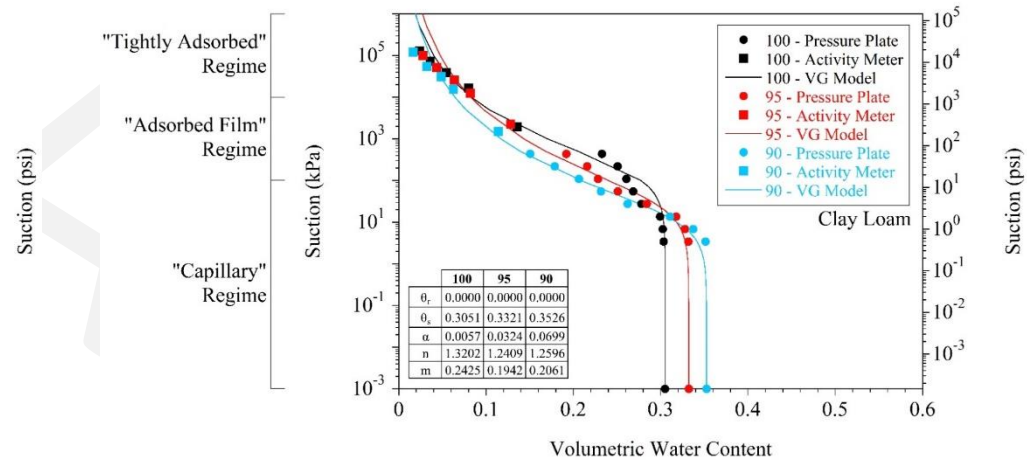 "Tightly Adsorbed"
Regime
"Adsorbed Film"
Regime
"Capillary"
Regime
Suction (psi)
Suction (kPa)
10^5
10^3
10^1
10^-1
10^-3
0
0.1
0.2
0.3
0.4
0.5
0.6
Volumetric Water Content
100 - Pressure Plate
100 - Activity Meter
100 - VG Model
95 - Pressure Plate
95 - Activity Meter
95 - VG Model
90 - Pressure Plate
90 - Activity Meter
90 - VG Model
Clay Loam
100 95 90
θr 0.0000 0.0000 0.0000
θs 0.3051 0.3321 0.3526
α 0.0057 0.0324 0.0699
n 1.3202 1.2409 1.2596
m 0.2425 0.1942 0.2061
10^5
10^4
10^3
10^2
10^1
10^0
10^-1
10^-2
10^-3
Suction (psi)